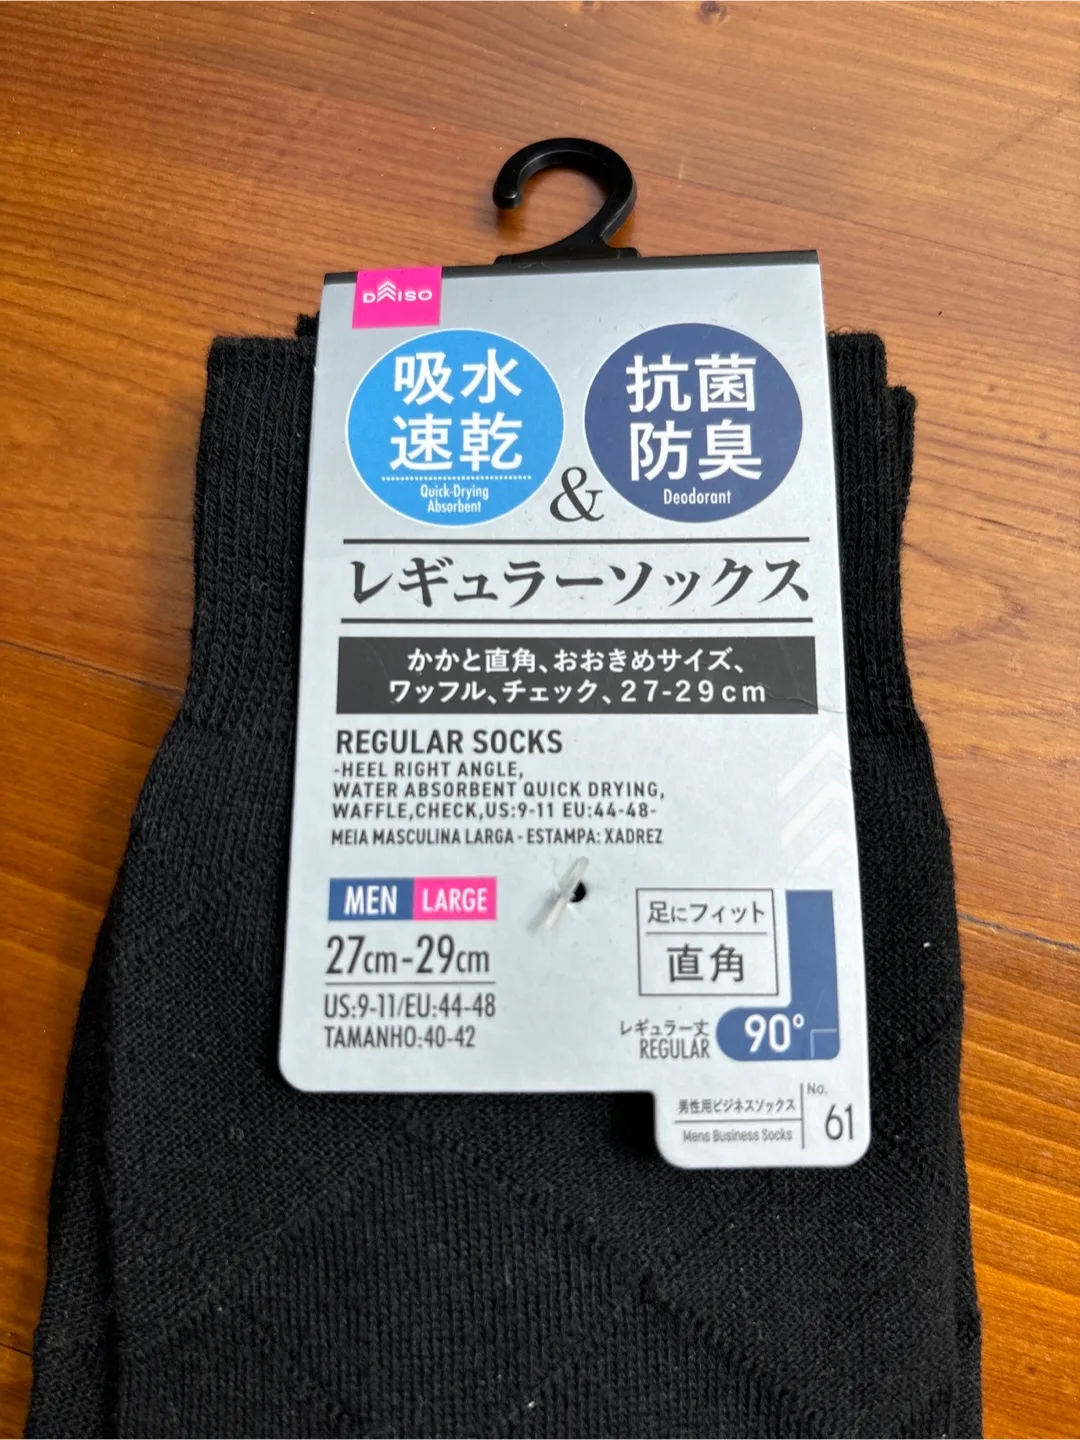 DAISO
吸水
速乾
Quick-Drying
Absorbent
&
抗菌
防臭
Deodorant
レギュラーソックス
かかと直角、おおきめサイズ、
ワッフル、チェック、27-29cm
REGULAR SOCKS
-HEEL RIGHT ANGLE,
WATER ABSORBENT QUICK DRYING,
WAFFLE,CHECK,US:9-11 EU:44-48-
MEIA MASCULINA LARGA - ESTAMPA: XADREZ
MEN LARGE
27cm-29cm
US:9-11/EU:44-48
TAMANHO:40-42
足にフィット
直角
レギュラー丈
REGULAR
90°
男性用ビジネスソックス
Mens Business Socks
No.
61